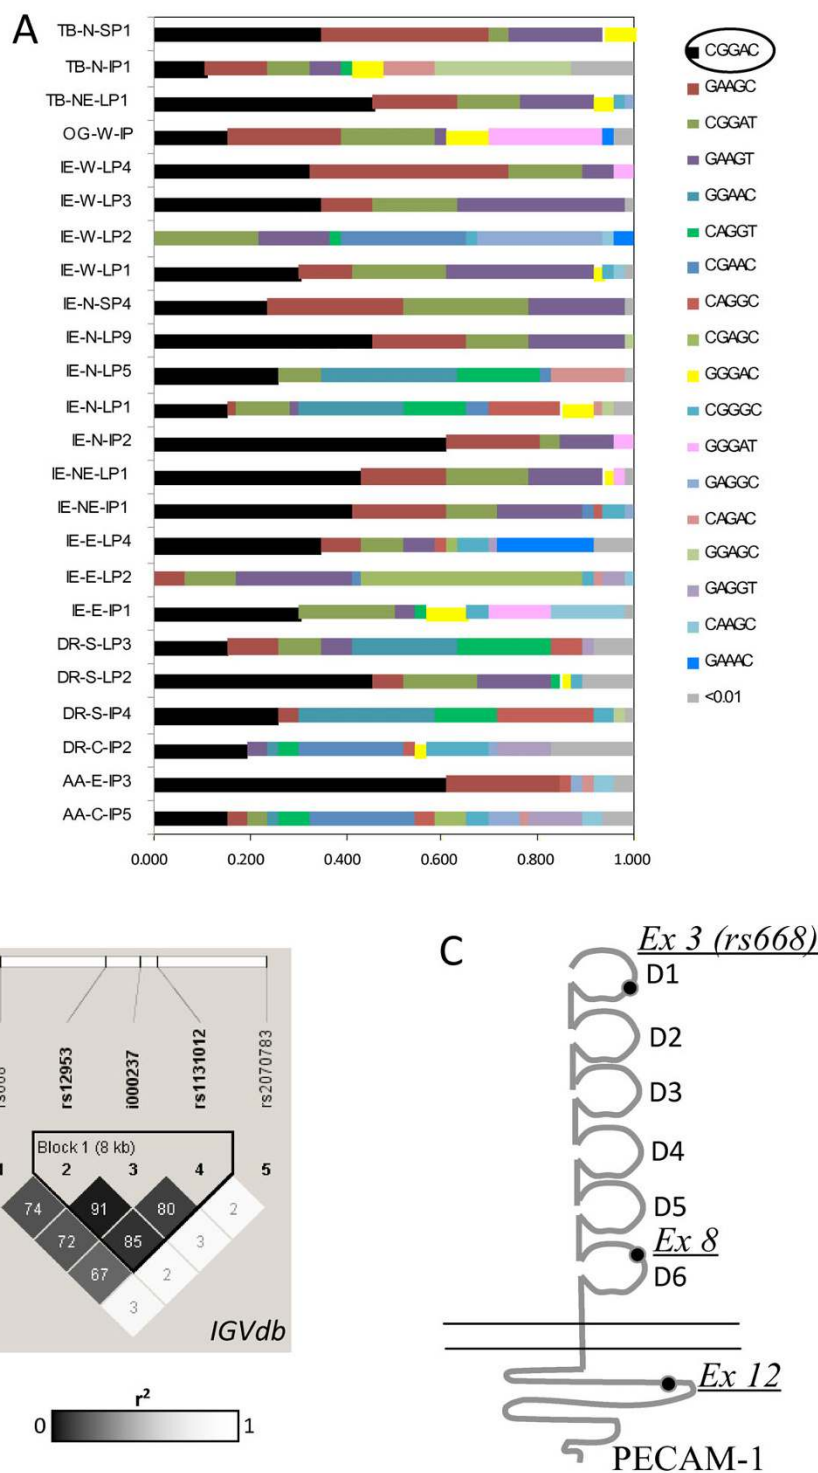 A
TB-N-SP1
TB-N-IP1
TB-NE-LP1
OG-W-IP
IE-W-LP4
IE-W-LP3
IE-W-LP2
IE-W-LP1
IE-N-SP4
IE-N-LP9
IE-N-LP5
IE-N-LP1
IE-N-IP2
IE-NE-LP1
IE-NE-IP1
IE-E-LP4
IE-E-LP2
IE-E-IP1
DR-S-LP3
DR-S-LP2
DR-S-IP4
DR-C-IP2
AA-E-IP3
AA-C-IP5
0.000 0.200 0.400 0.600 0.800 1.000
CGGAC
GAAGC
CGGAT
GAAGT
GGAAC
CAGGT
CGAAC
CAGGC
CGAGC
GGGAC
CGGGC
GGGAT
GAGGC
CAGAC
GGAGC
GAGGT
CAAGC
GAAAC
<0.01
rs12953
i000237
rs1131012
rs2070783
Block 1 (8 kb)
2 3 4 5
74 91 80 2
72 85 3
67 2
3
IGVdb
r²
0 1
C
Ex 3 (rs668)
D1
D2
D3
D4
D5
Ex 8
D6
Ex 12
PECAM-1